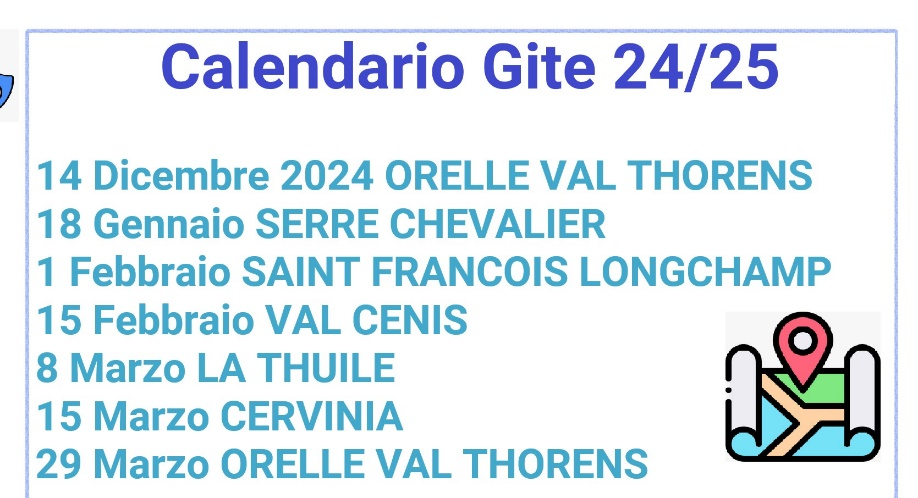 Calendario Gite 24/25
14 Dicembre 2024 ORELLE VAL THORENS
18 Gennaio SERRE CHEVALIER
1 Febbraio SAINT FRANCOIS LONGCHAMP
15 Febbraio VAL CENIS
8 Marzo LA THUILE
15 Marzo CERVINIA
29 Marzo ORELLE VAL THORENS